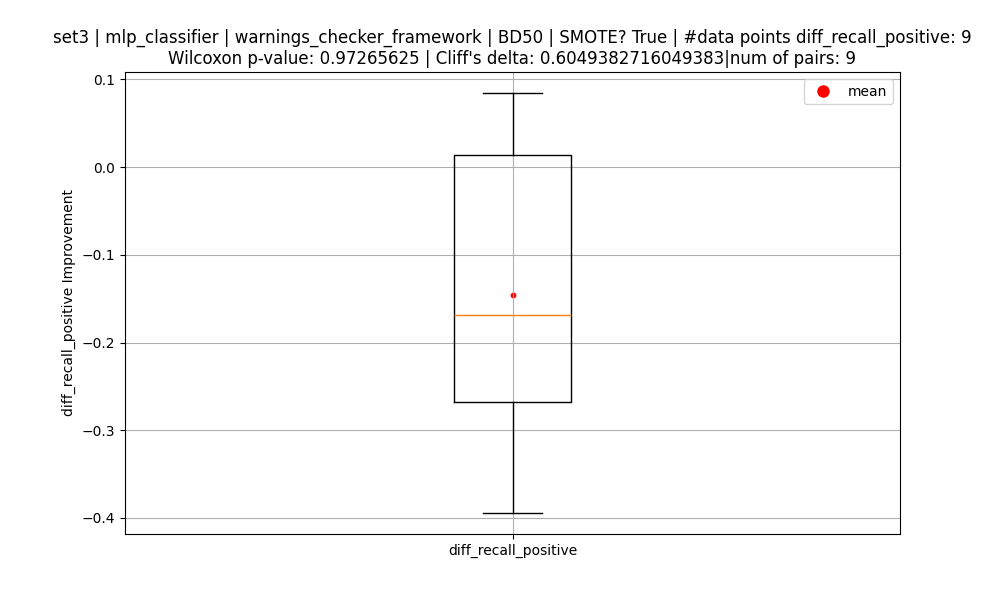 set3 | mlp_classifier | warnings_checker_framework | BD50 | SMOTE? True | #data points diff_recall_positive: 9
Wilcoxon p-value: 0.97265625 | Cliff's delta: 0.6049382716049383|num of pairs: 9
mean
0.1
0.0
−0.1
−0.2
−0.3
−0.4
diff_recall_positive Improvement
diff_recall_positive